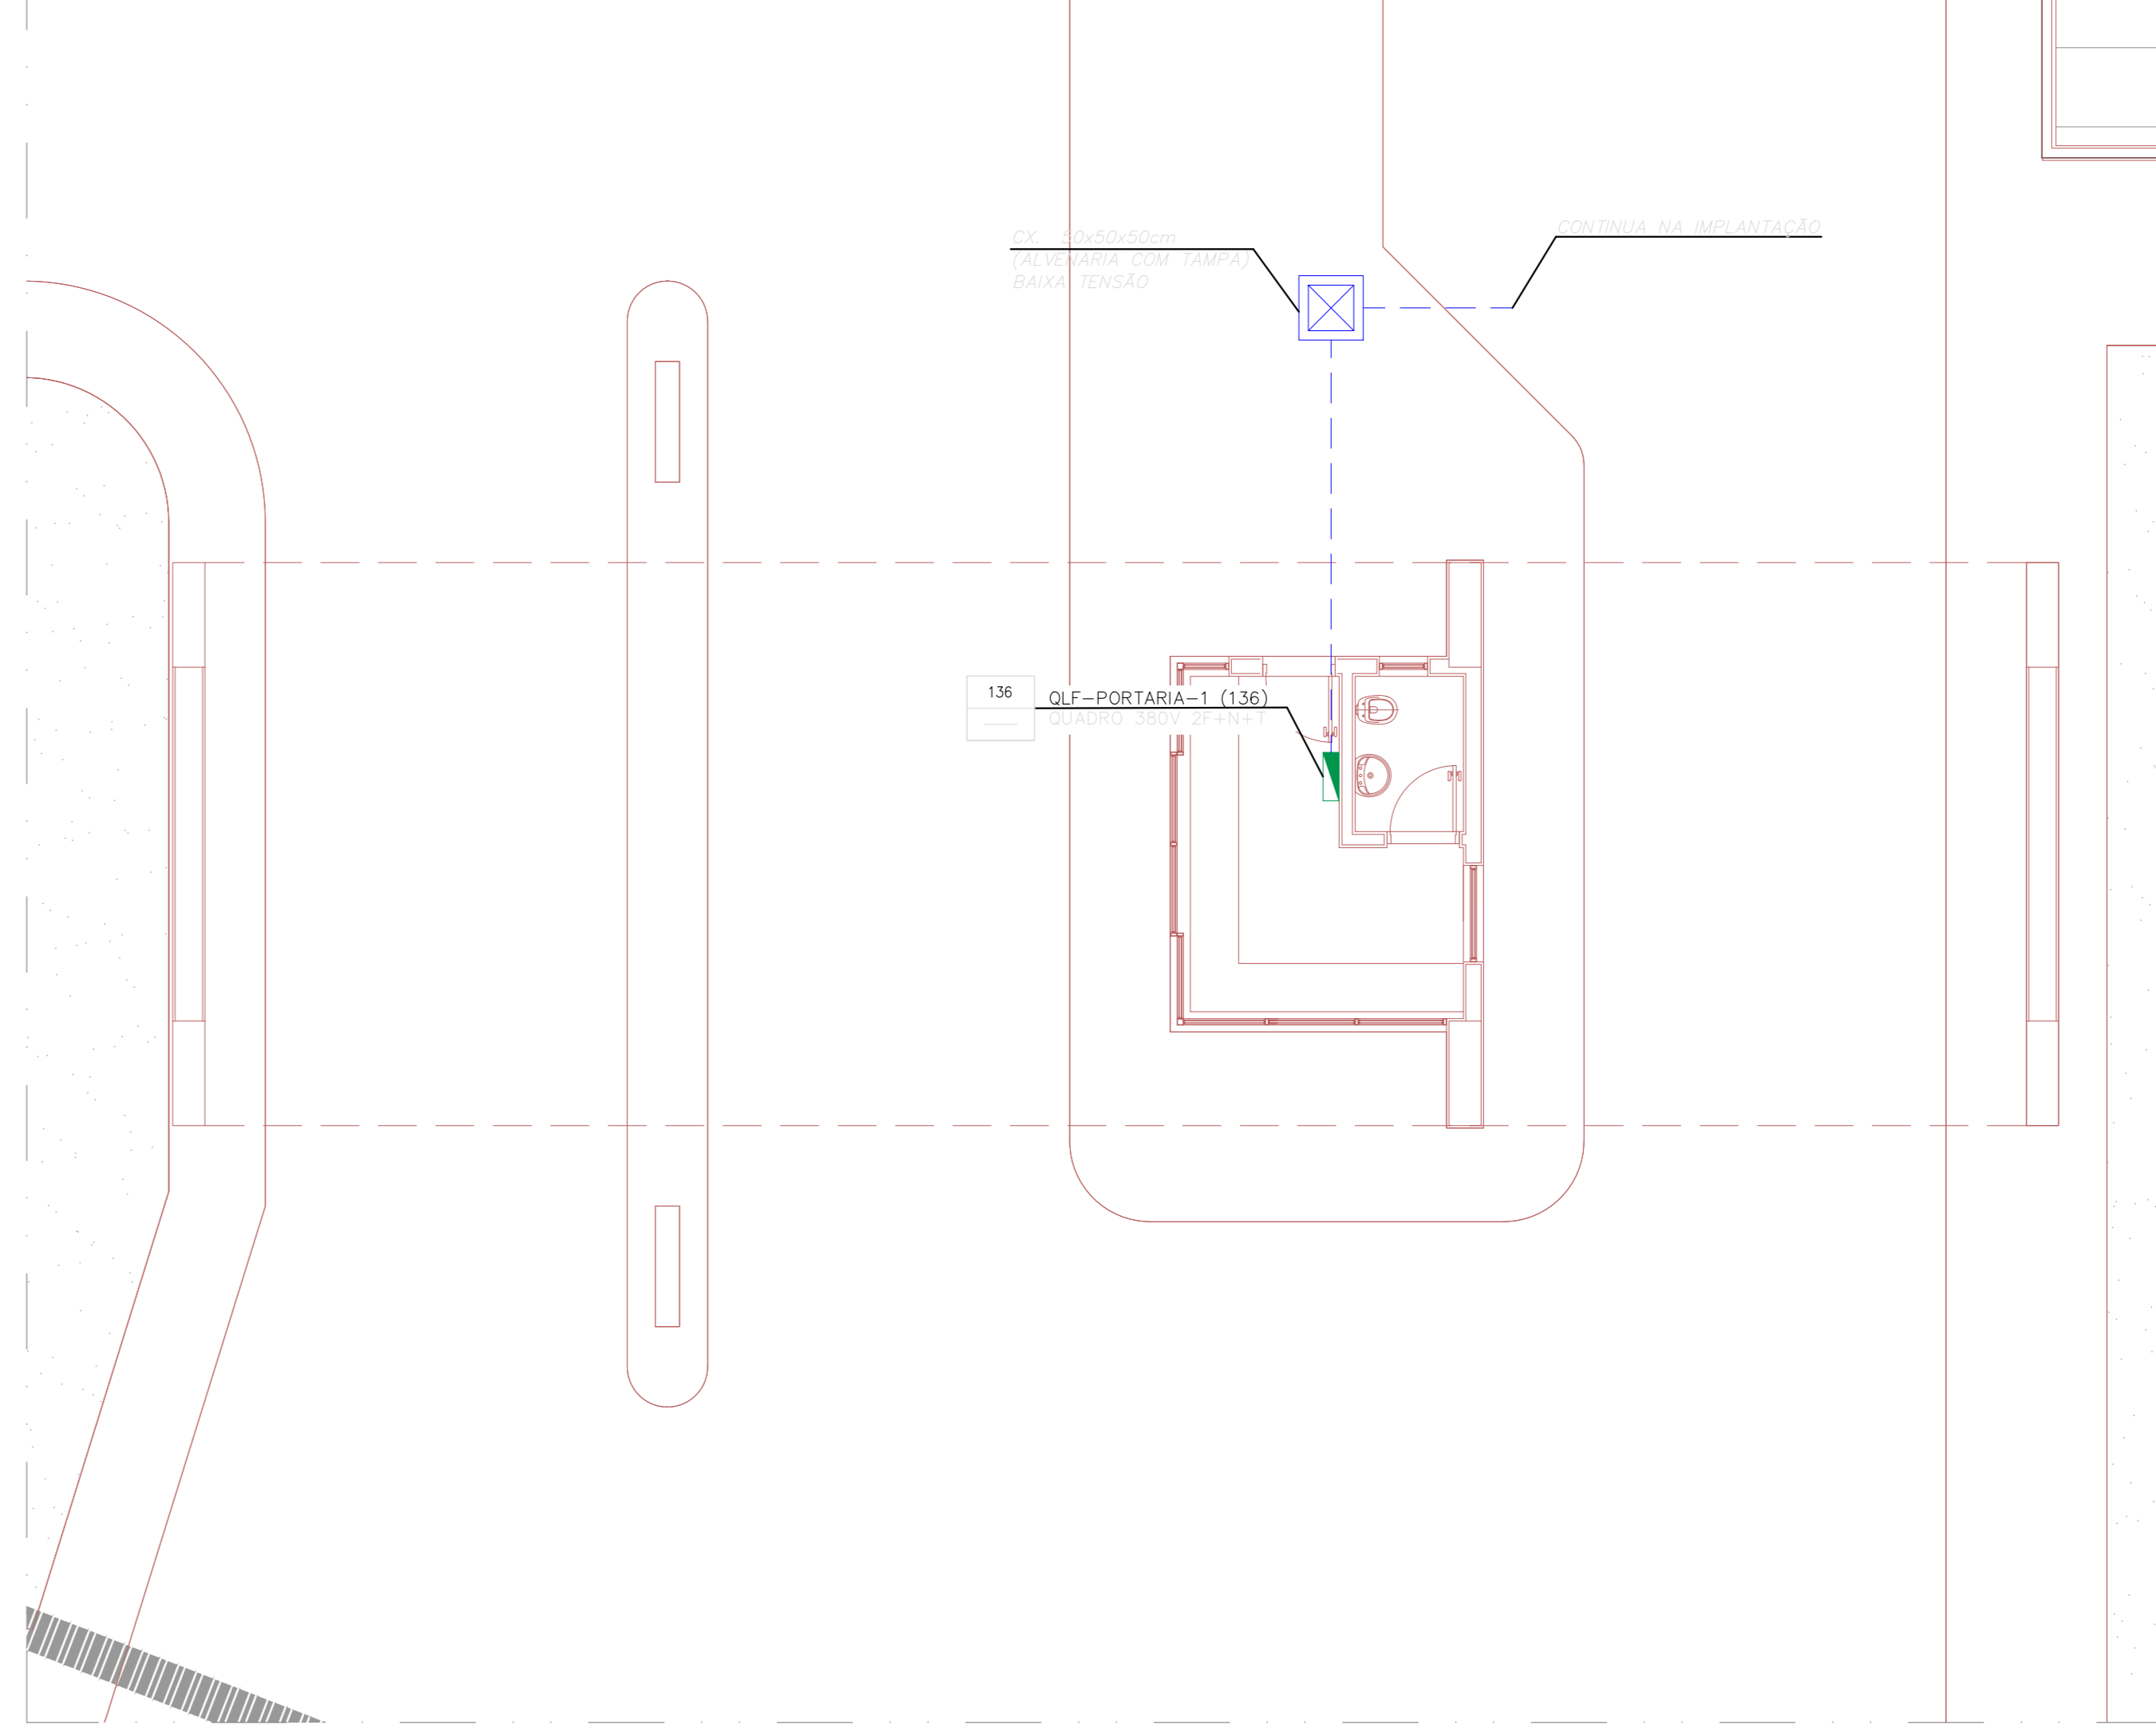 CONTINUA NA IMPLANTAÇÃO
CX. 50x50x50cm
(ALVENARIA COM TAMPA)
BAIXA TENSÃO
136
QLF-PORTARIA-1 (136)
QUADRO 380V 2F+N+T